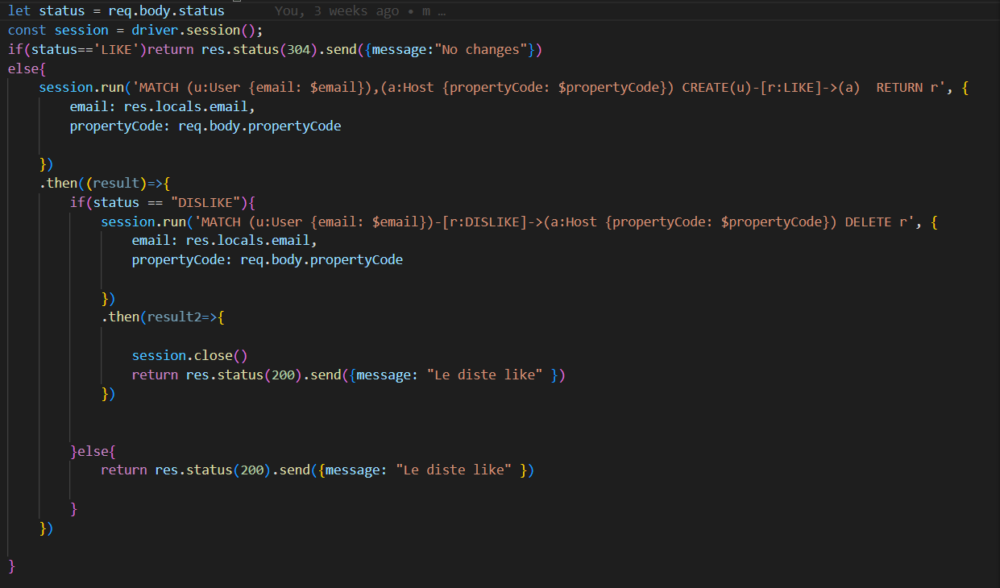 let status = req.body.status You, 3 weeks ago • m …
const session = driver.session();
if(status=='LIKE')return res.status(304).send({message:"No changes"})
else{
session.run('MATCH (u:User {email: $email}),(a:Host {propertyCode: $propertyCode}) CREATE(u)-[r:LIKE]->(a)  RETURN r', {
email: res.locals.email,
propertyCode: req.body.propertyCode
})
.then((result)=>{
if(status == "DISLIKE"){
session.run('MATCH (u:User {email: $email})-[r:DISLIKE]->(a:Host {propertyCode: $propertyCode}) DELETE r', {
email: res.locals.email,
propertyCode: req.body.propertyCode
})
.then(result2=>{
session.close()
return res.status(200).send({message: "Le diste like" })
})
}else{
return res.status(200).send({message: "Le diste like" })
}
})
}